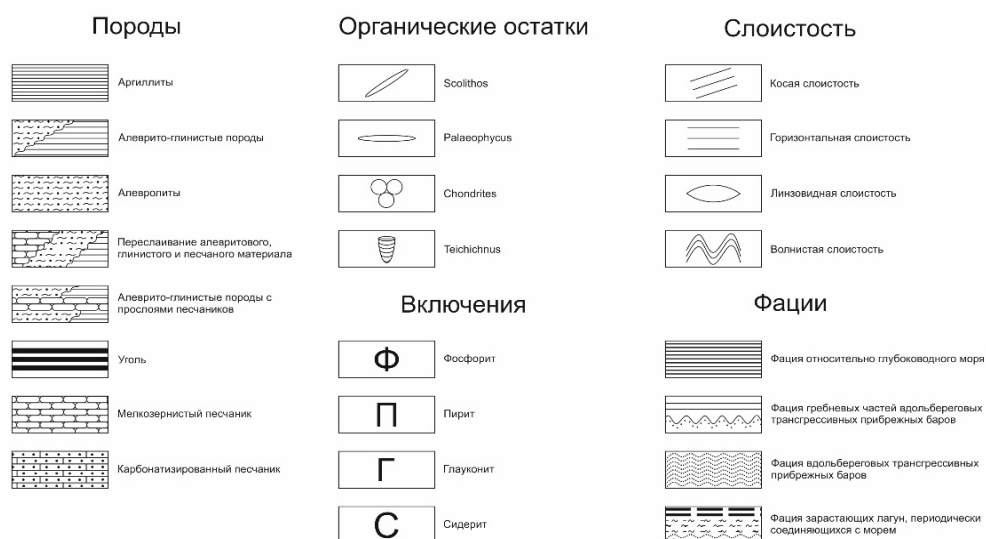 Породы
Аргиллиты
Алеврито-глинистые породы
Алевролиты
Переслаивание алевритового,
глинистого и песчаного материала
Алеврито-глинистые породы с
прослоями песчаников
Уголь
Мелкозернистый песчаник
Карбонатизированный песчаник
Органические остатки
Scolithos
Palaeophycus
Chondrites
Teichichnus
Включения
Ф Фосфорит
П Пирит
Г Глауконит
С Сидерит
Слоистость
Косая слоистость
Горизонтальная слоистость
Линзовидная слоистость
Волнистая слоистость
Фации
Фация относительно глубоководного моря
Фация гребневых частей вдольбереговых
трансгрессивных прибрежных баров
Фация вдольбереговых трансгрессивных
прибрежных баров
Фация зарастающих лагун, периодически
соединяющихся с морем